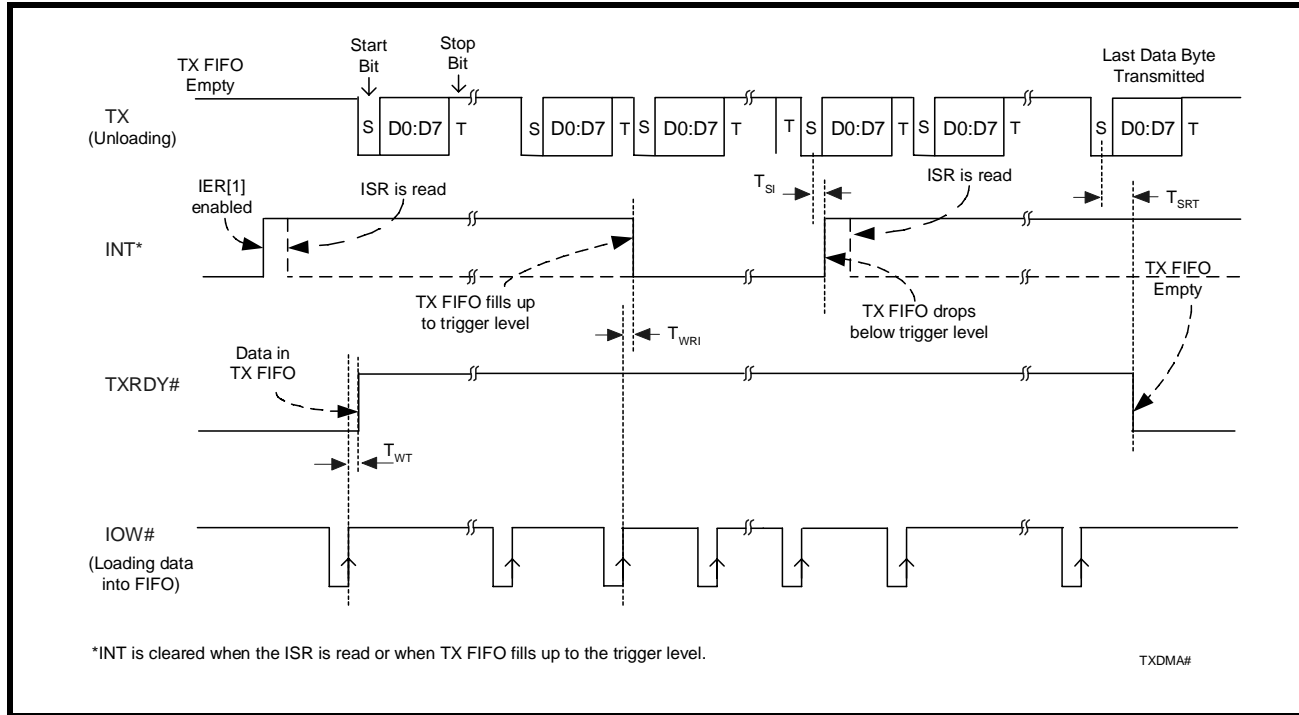 Start
Bit
Stop
Bit
TX FIFO
Empty
Last Data Byte
Transmitted
TX
(Unloading)
S D0:D7 T S D0:D7 T S D0:D7 T T S D0:D7 T S D0:D7 T S D0:D7 T
IER[1]
enabled
ISR is read
TSI
ISR is read
TSRT
INT*
TX FIFO fills up
to trigger level
TX FIFO drops
below trigger level
TX FIFO
Empty
TWRI
Data in
TX FIFO
TXRDY#
TWT
IOW#
(Loading data
into FIFO)
*INT is cleared when the ISR is read or when TX FIFO fills up to the trigger level.
TXDMA#